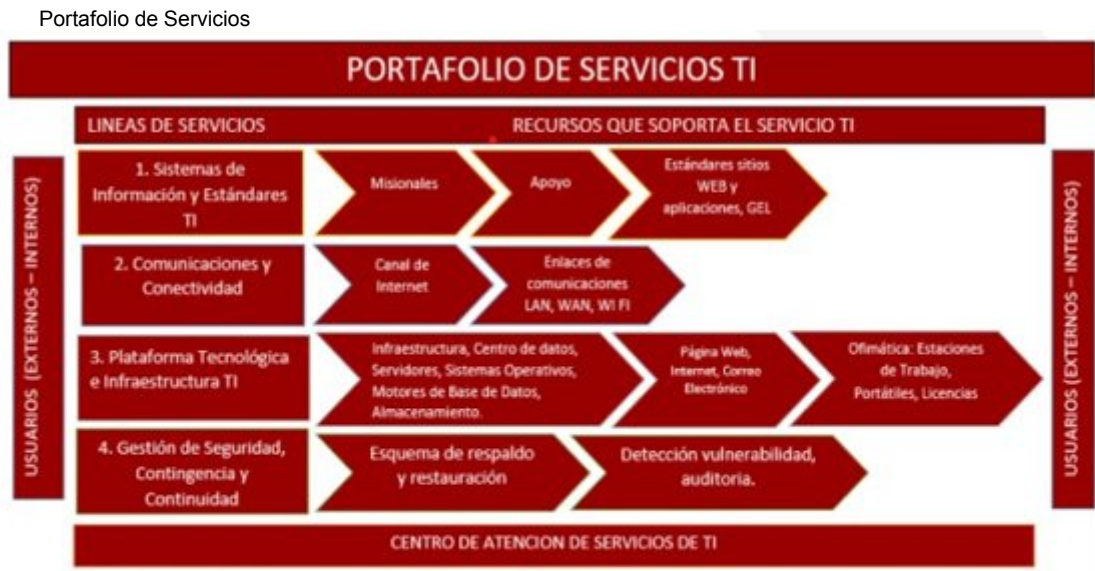 Portafolio de Servicios
PORTAFOLIO DE SERVICIOS TI
LINEAS DE SERVICIOS
RECURSOS QUE SOPORTA EL SERVICIO TI
USUARIOS (EXTERNOS – INTERNOS)
1. Sistemas de
Información y Estándares
TI
Misionales
Apoyo
Estándares sitios
WEB y
aplicaciones, GEL
2. Comunicaciones y
Conectividad
Canal de
Internet
Enlaces de
comunicaciones
LAN, WAN, WI FI
3. Plataforma Tecnológica
e Infraestructura TI
Infraestructura, Centro de datos,
Servidores, Sistemas Operativos,
Motores de Base de Datos,
Almacenamiento.
Página Web,
Internet, Correo
Electrónico
Ofimática: Estaciones
de Trabajo,
Portátiles, Licencias
4. Gestión de Seguridad,
Contingencia y
Continuidad
Esquema de respaldo
y restauración
Detección vulnerabilidad,
auditoria.
USUARIOS (EXTERNOS – INTERNOS)
CENTRO DE ATENCION DE SERVICIOS DE TI